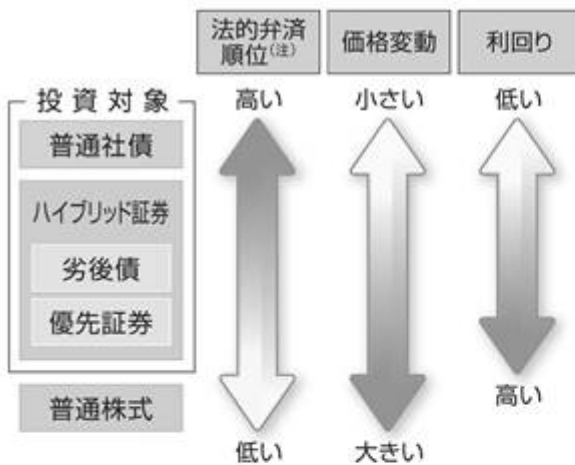 法的弁済
順位(注)
価格変動
利回り
高い
小さい
低い
投資対象
普通社債
ハイブリッド証券
劣後債
優先証券
普通株式
高い
低い
大きい